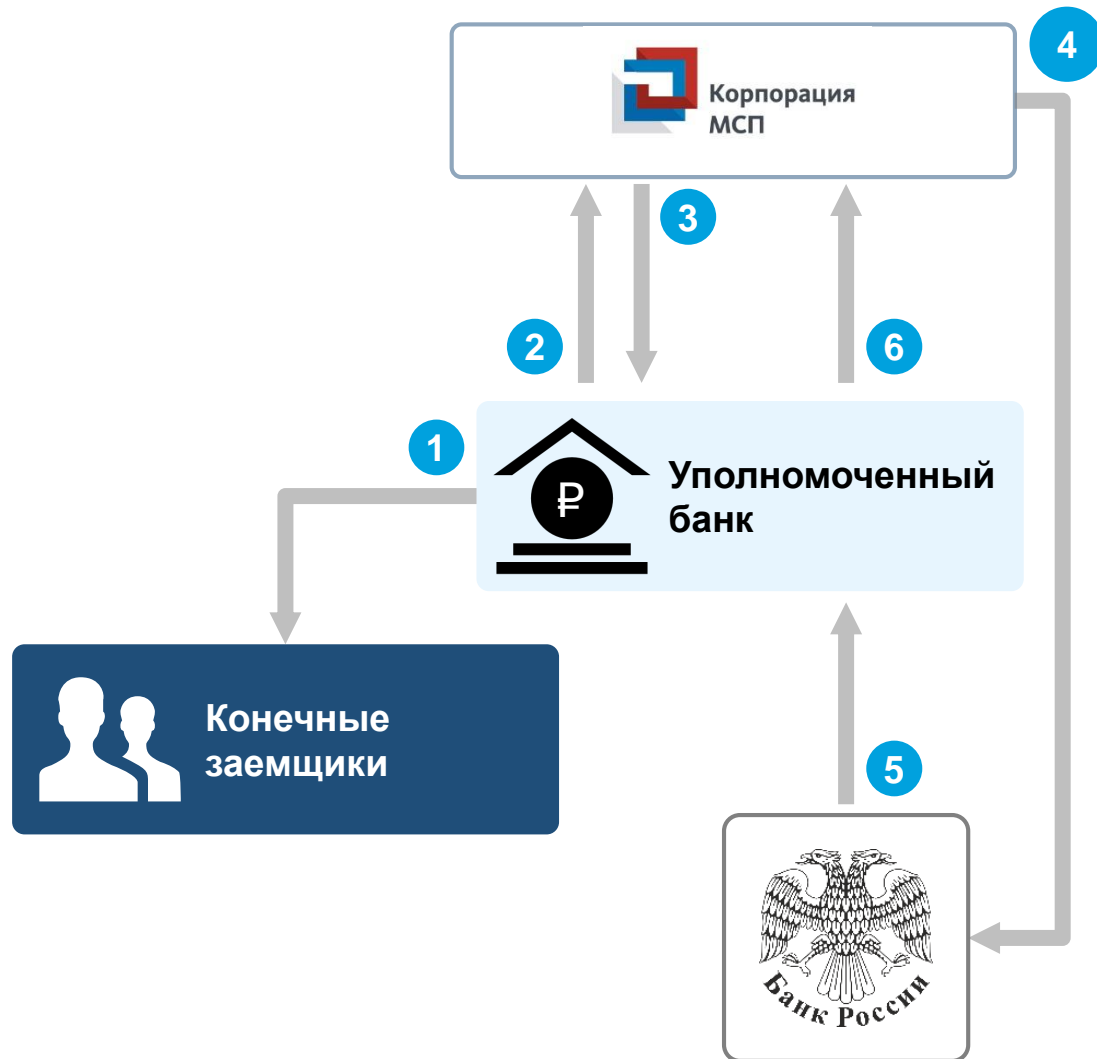 4
Корпорация
МСП
3
2
6
1
₽
Уполномоченный
банк
Конечные
заемщики
5
Банк России